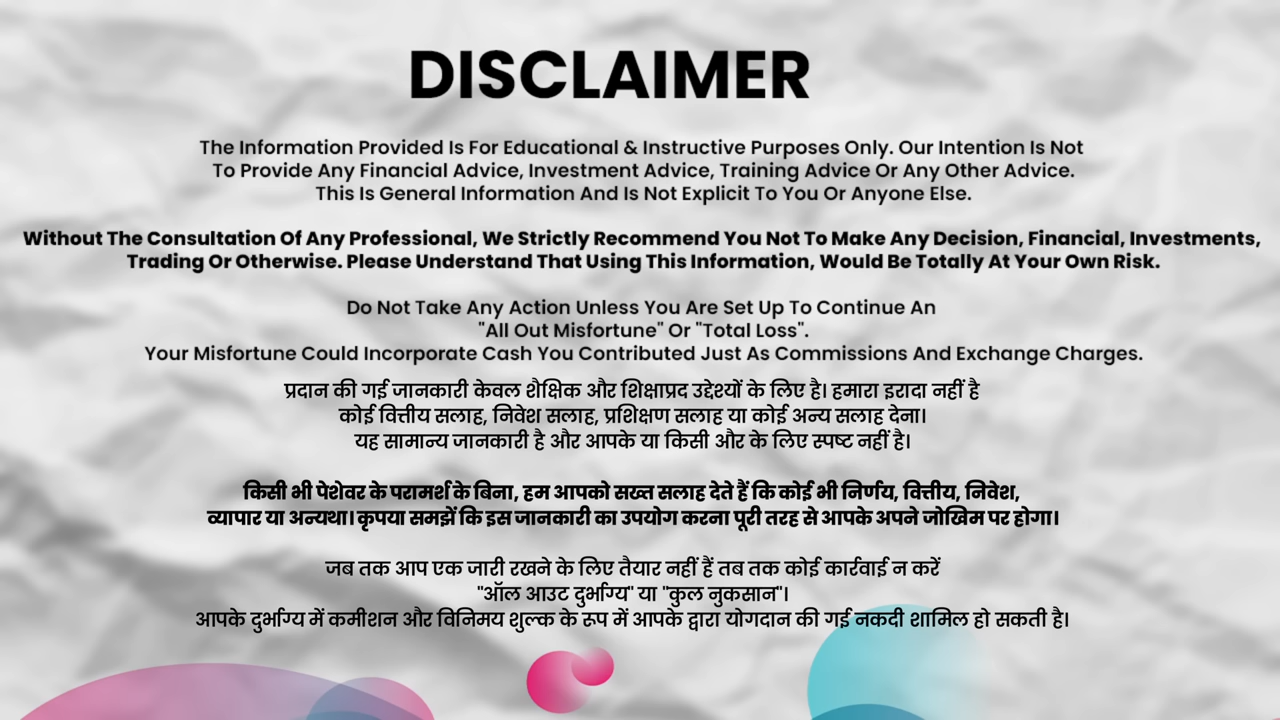 DISCLAIMER
The Information Provided Is For Educational & Instructive Purposes Only. Our Intention Is Not
To Provide Any Financial Advice, Investment Advice, Training Advice Or Any Other Advice.
This Is General Information And Is Not Explicit To You Or Anyone Else.
Without The Consultation Of Any Professional, We Strictly Recommend You Not To Make Any Decision, Financial, Investments,
Trading Or Otherwise. Please Understand That Using This Information, Would Be Totally At Your Own Risk.
Do Not Take Any Action Unless You Are Set Up To Continue An
"All Out Misfortune" Or "Total Loss".
Your Misfortune Could Incorporate Cash You Contributed Just As Commissions And Exchange Charges.
प्रदान की गई जानकारी केवल शैक्षिक और शिक्षाप्रद उद्देश्यों के लिए है। हमारा इरादा नहीं है
कोई वित्तीय सलाह, निवेश सलाह, प्रशिक्षण सलाह या कोई अन्य सलाह देना।
यह सामान्य जानकारी है और आपके या किसी और के लिए स्पष्ट नहीं है।
किसी भी पेशेवर के परामर्श के बिना, हम आपको सख्त सलाह देते हैं कि कोई भी निर्णय, वित्तीय, निवेश,
व्यापार या अन्यथा। कृपया समझें कि इस जानकारी का उपयोग करना पूरी तरह से आपके अपने जोखिम पर होगा।
जब तक आप एक जारी रखने के लिए तैयार नहीं हैं तब तक कोई कार्रवाई न करें
"ऑल आउट दुर्भाग्य" या "कुल नुकसान"।
आपके दुर्भाग्य में कमीशन और विनिमय शुल्क के रूप में आपके द्वारा योगदान की गई नकदी शामिल हो सकती है।